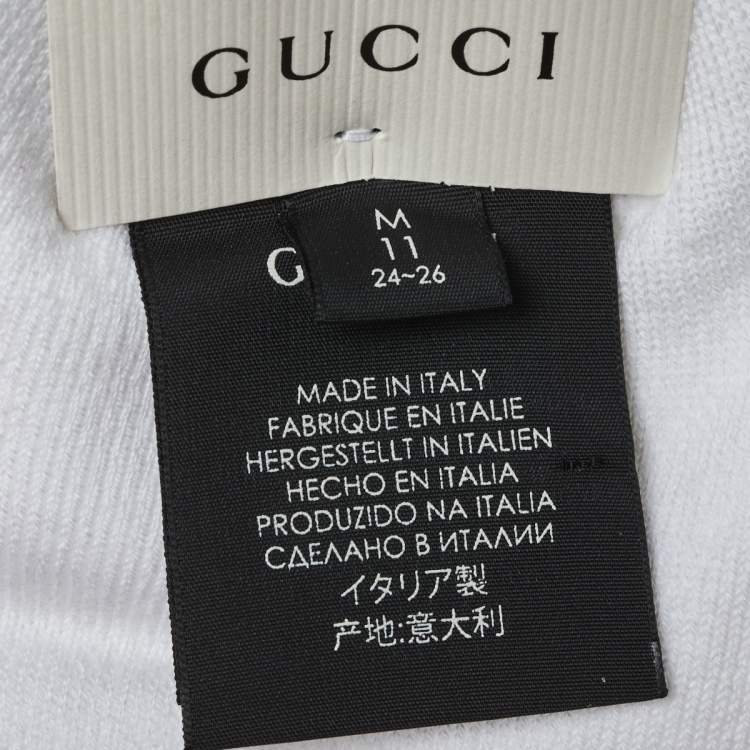 GUCCI
M
11
24~26
G
MADE IN ITALY
FABRIQUE EN ITALIE
HERGESTELLT IN ITALIEN
HECHO EN ITALIA
PRODUZIDO NA ITALIA
СДЕЛАНО В ИТАЛИИ
イタリア製
产地:意大利